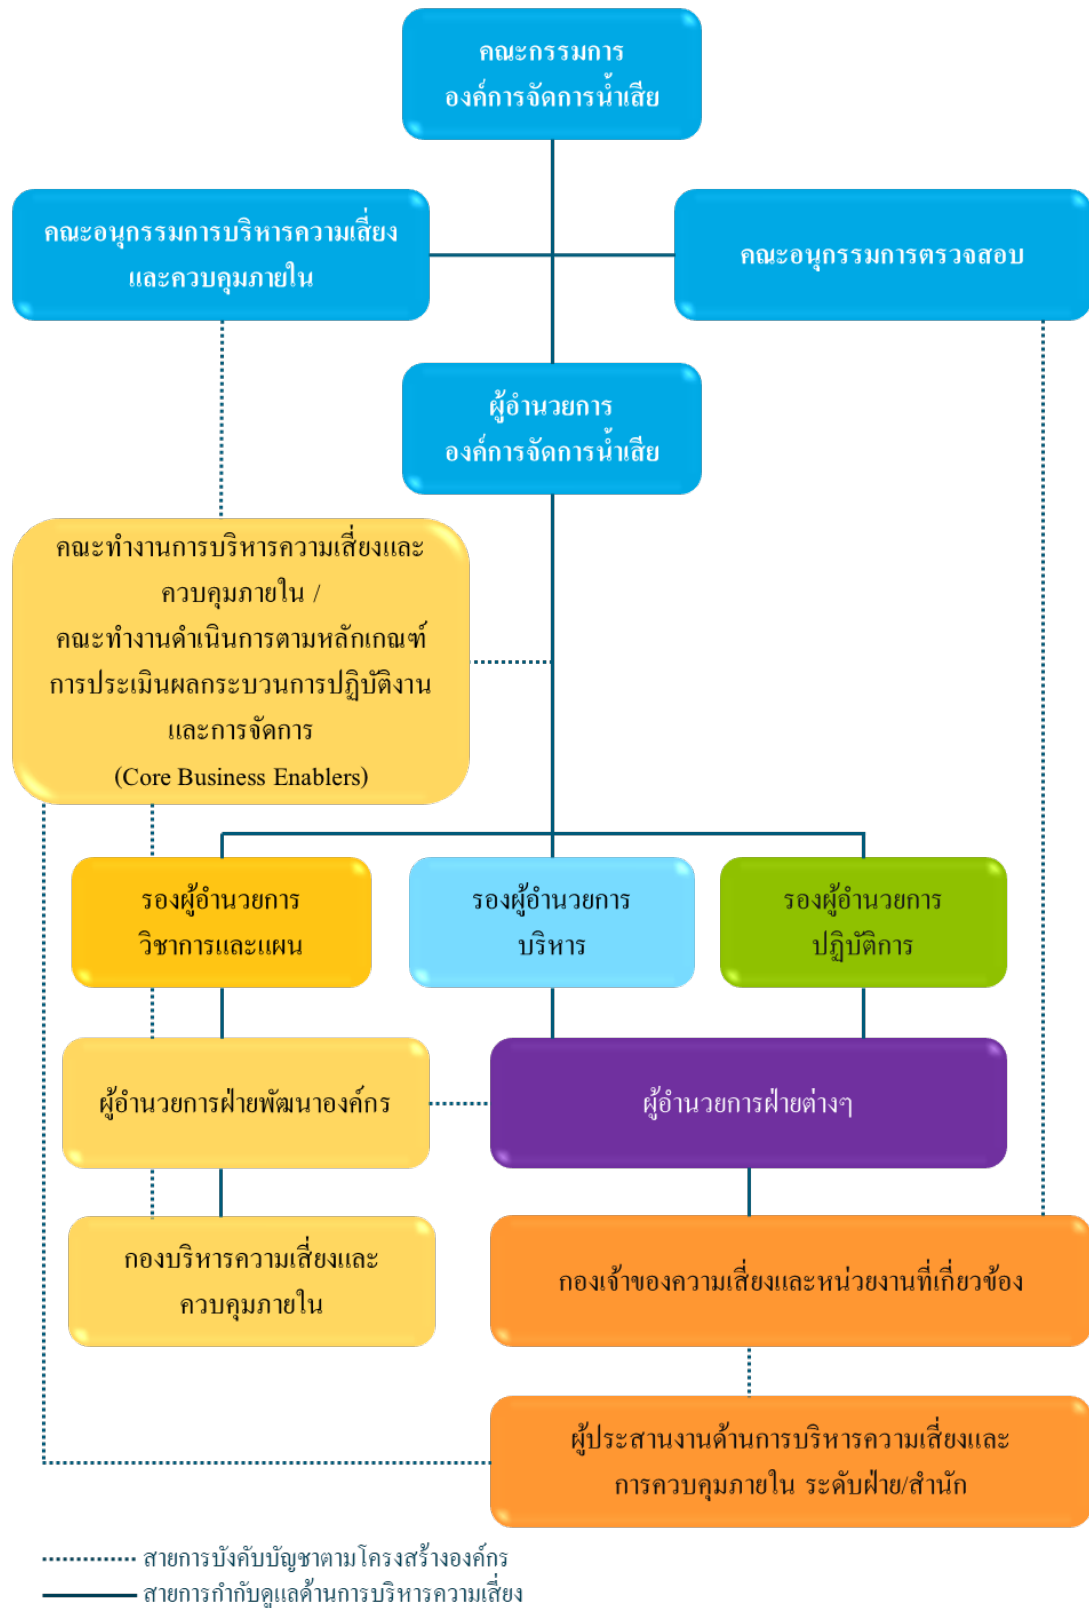 คณะกรรมการ
องค์การจัดการน้ำเสีย
คณะอนุกรรมการบริหารความเสี่ยง
และควบคุมภายใน
คณะอนุกรรมการตรวจสอบ
ผู้อำนวยการ
องค์การจัดการน้ำเสีย
คณะทำงานการบริหารความเสี่ยงและ
ควบคุมภายใน /
คณะทำงานดำเนินการตามหลักเกณฑ์
การประเมินผลกระบวนการปฏิบัติงาน
และการจัดการ
(Core Business Enablers)
รองผู้อำนวยการ
วิชาการและแผน
รองผู้อำนวยการ
บริหาร
รองผู้อำนวยการ
ปฏิบัติการ
ผู้อำนวยการฝ่ายพัฒนาองค์กร
ผู้อำนวยการฝ่ายต่างๆ
กองบริหารความเสี่ยงและ
ควบคุมภายใน
กองเจ้าของความเสี่ยงและหน่วยงานที่เกี่ยวข้อง
ผู้ประสานงานด้านการบริหารความเสี่ยงและ
การควบคุมภายใน ระดับฝ่าย/สำนัก
สายการบังคับบัญชาตามโครงสร้างองค์กร
สายการกำกับดูแลด้านการบริหารความเสี่ยง